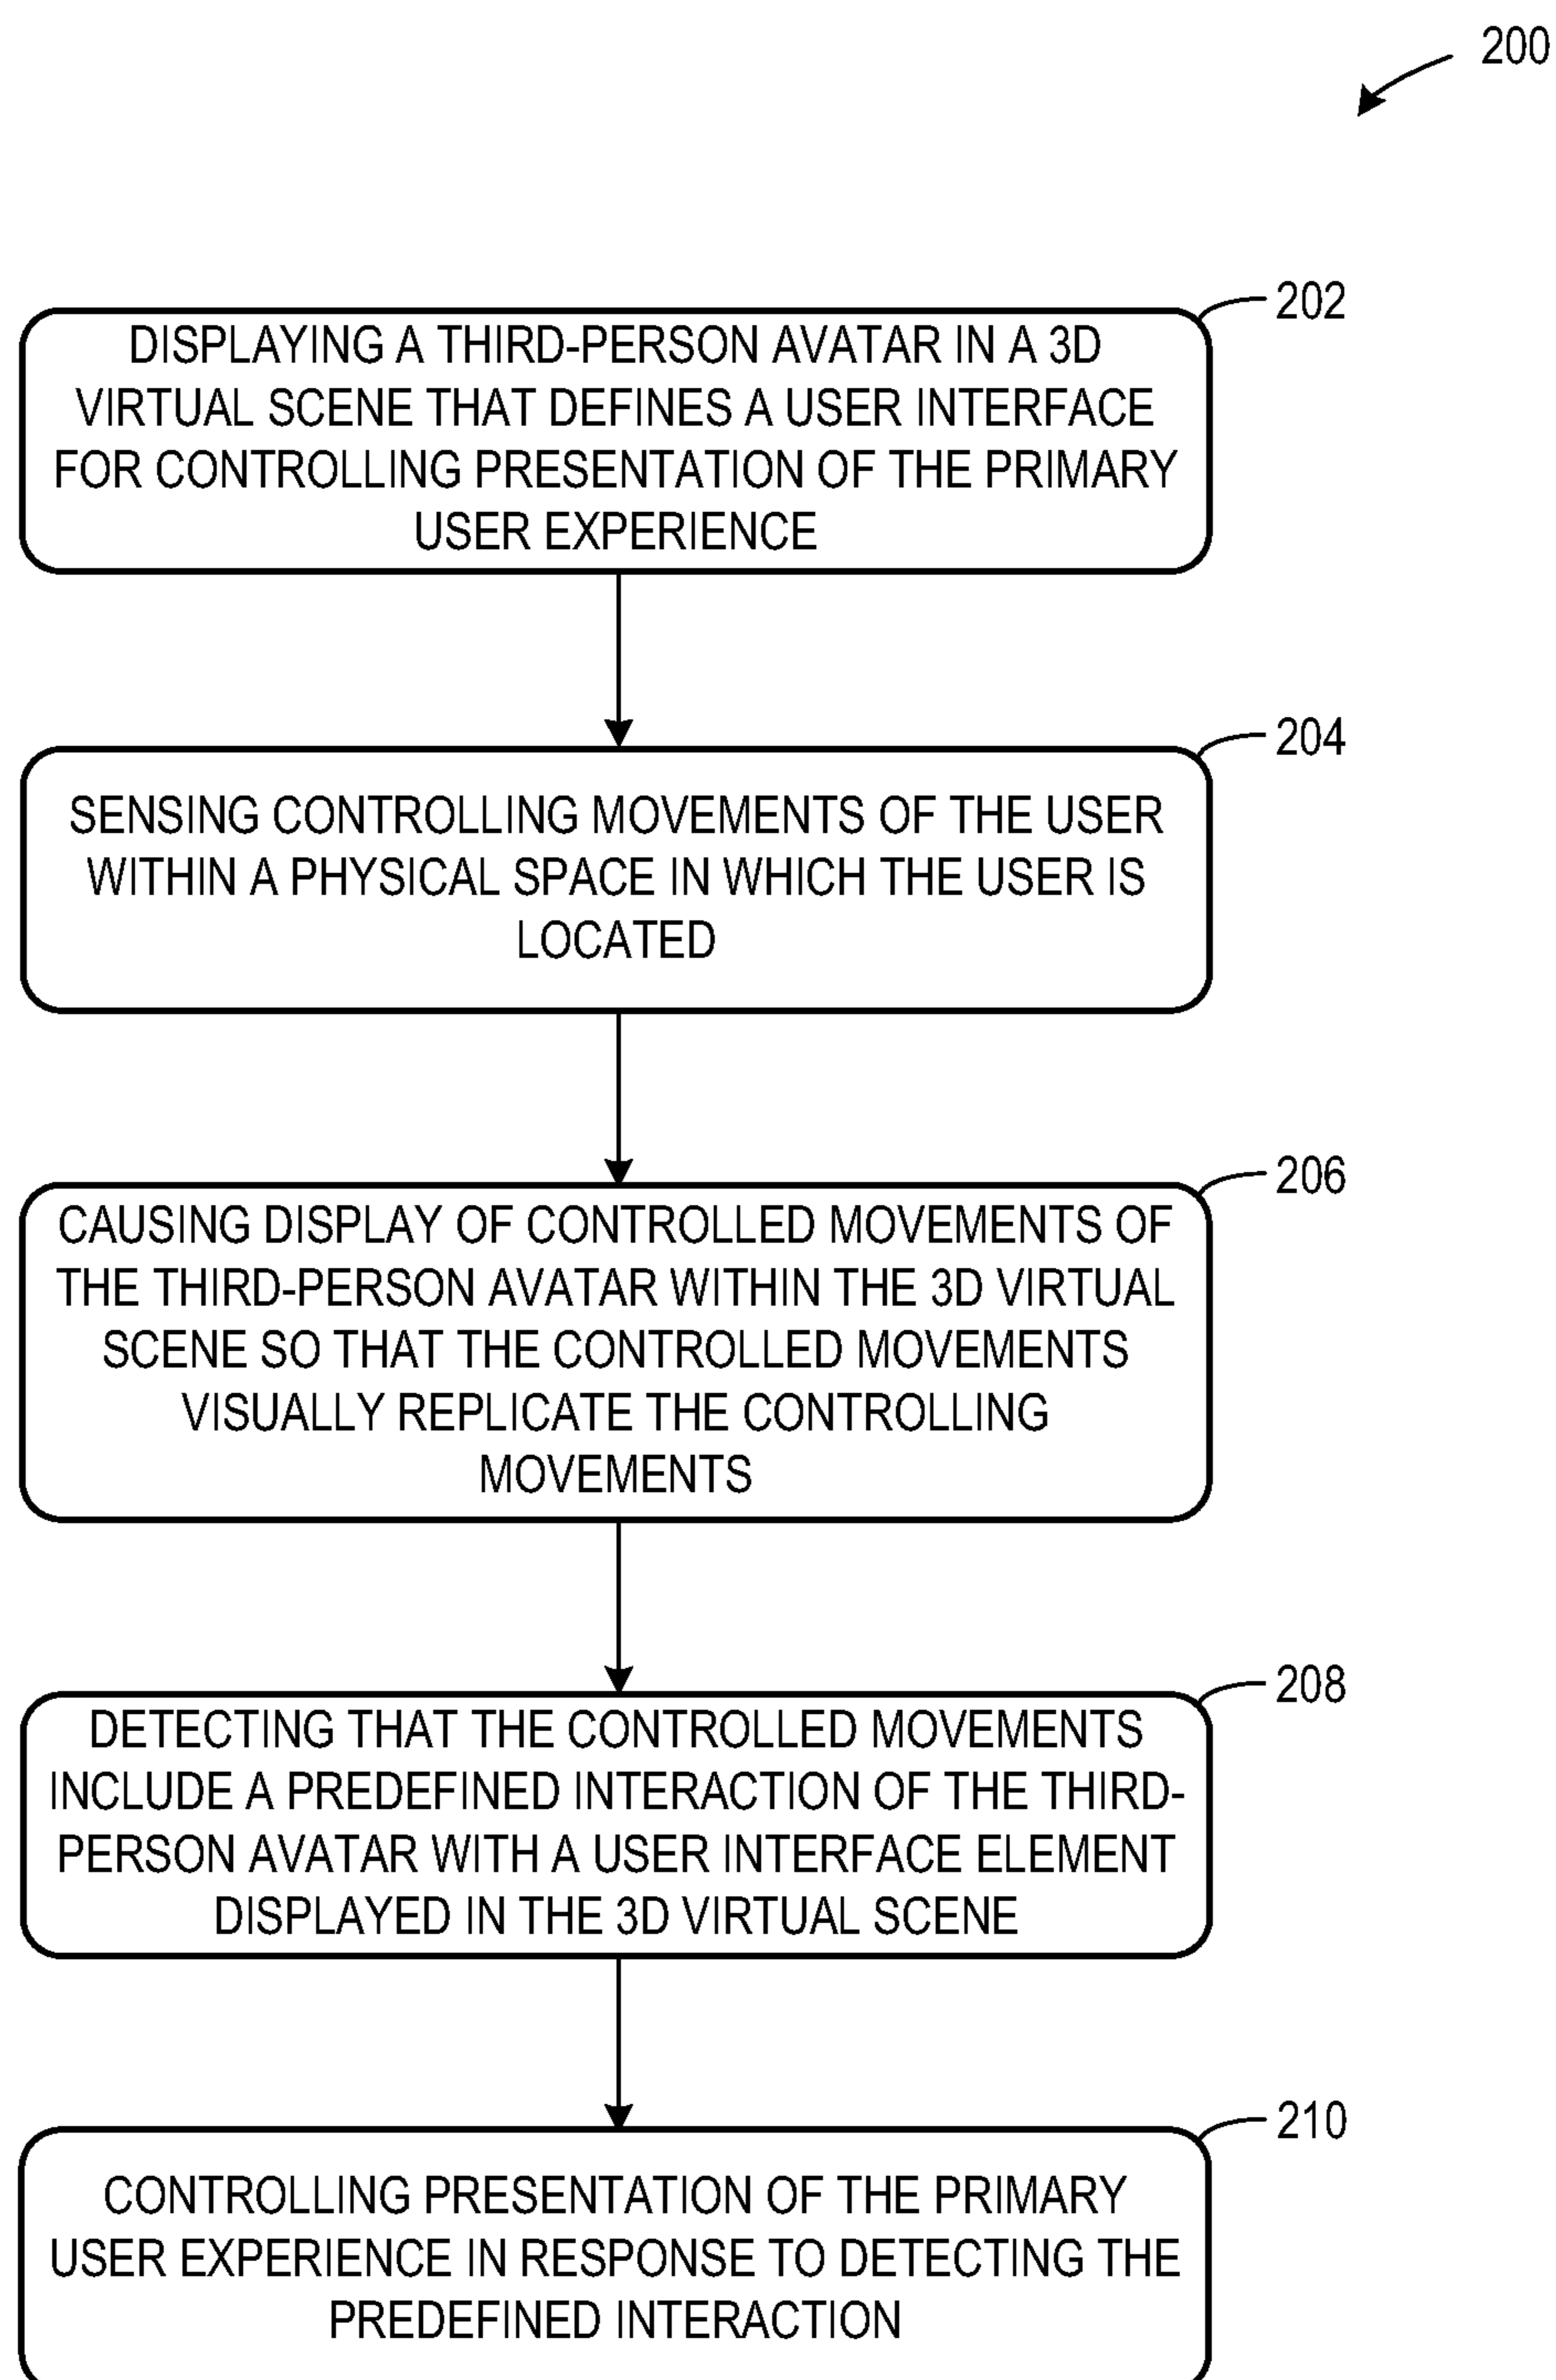 200
202
DISPLAYING A THIRD-PERSON AVATAR IN A 3D
VIRTUAL SCENE THAT DEFINES A USER INTERFACE
FOR CONTROLLING PRESENTATION OF THE PRIMARY
USER EXPERIENCE
204
SENSING CONTROLLING MOVEMENTS OF THE USER
WITHIN A PHYSICAL SPACE IN WHICH THE USER IS
LOCATED
206
CAUSING DISPLAY OF CONTROLLED MOVEMENTS OF
THE THIRD-PERSON AVATAR WITHIN THE 3D VIRTUAL
SCENE SO THAT THE CONTROLLED MOVEMENTS
VISUALLY REPLICATE THE CONTROLLING
MOVEMENTS
208
DETECTING THAT THE CONTROLLED MOVEMENTS
INCLUDE A PREDEFINED INTERACTION OF THE THIRD-
PERSON AVATAR WITH A USER INTERFACE ELEMENT
DISPLAYED IN THE 3D VIRTUAL SCENE
210
CONTROLLING PRESENTATION OF THE PRIMARY
USER EXPERIENCE IN RESPONSE TO DETECTING THE
PREDEFINED INTERACTION